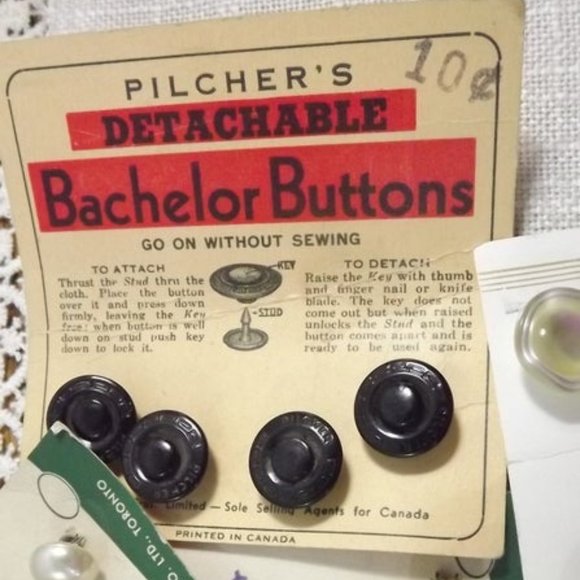 10¢
PILCHER'S
DETACHABLE
Bachelor Buttons
GO ON WITHOUT SEWING
TO ATTACH
Thrust the Stud thru the
cloth. Place the button
over it and press down
firmly, leaving the Key
free: when button is well
down on stud push key
down to lock it.
KEY
STUD
TO DETACH
Raise the Key with thumb
and finger nail or knife
blade. The key does not
come out but when raised
unlocks the Stud and the
button comes apart and is
ready to be used again.
PILCHER
PILCHER
Limited — Sole Selling Agents for Canada
PRINTED IN CANADA
CO. LTD., TORONTO